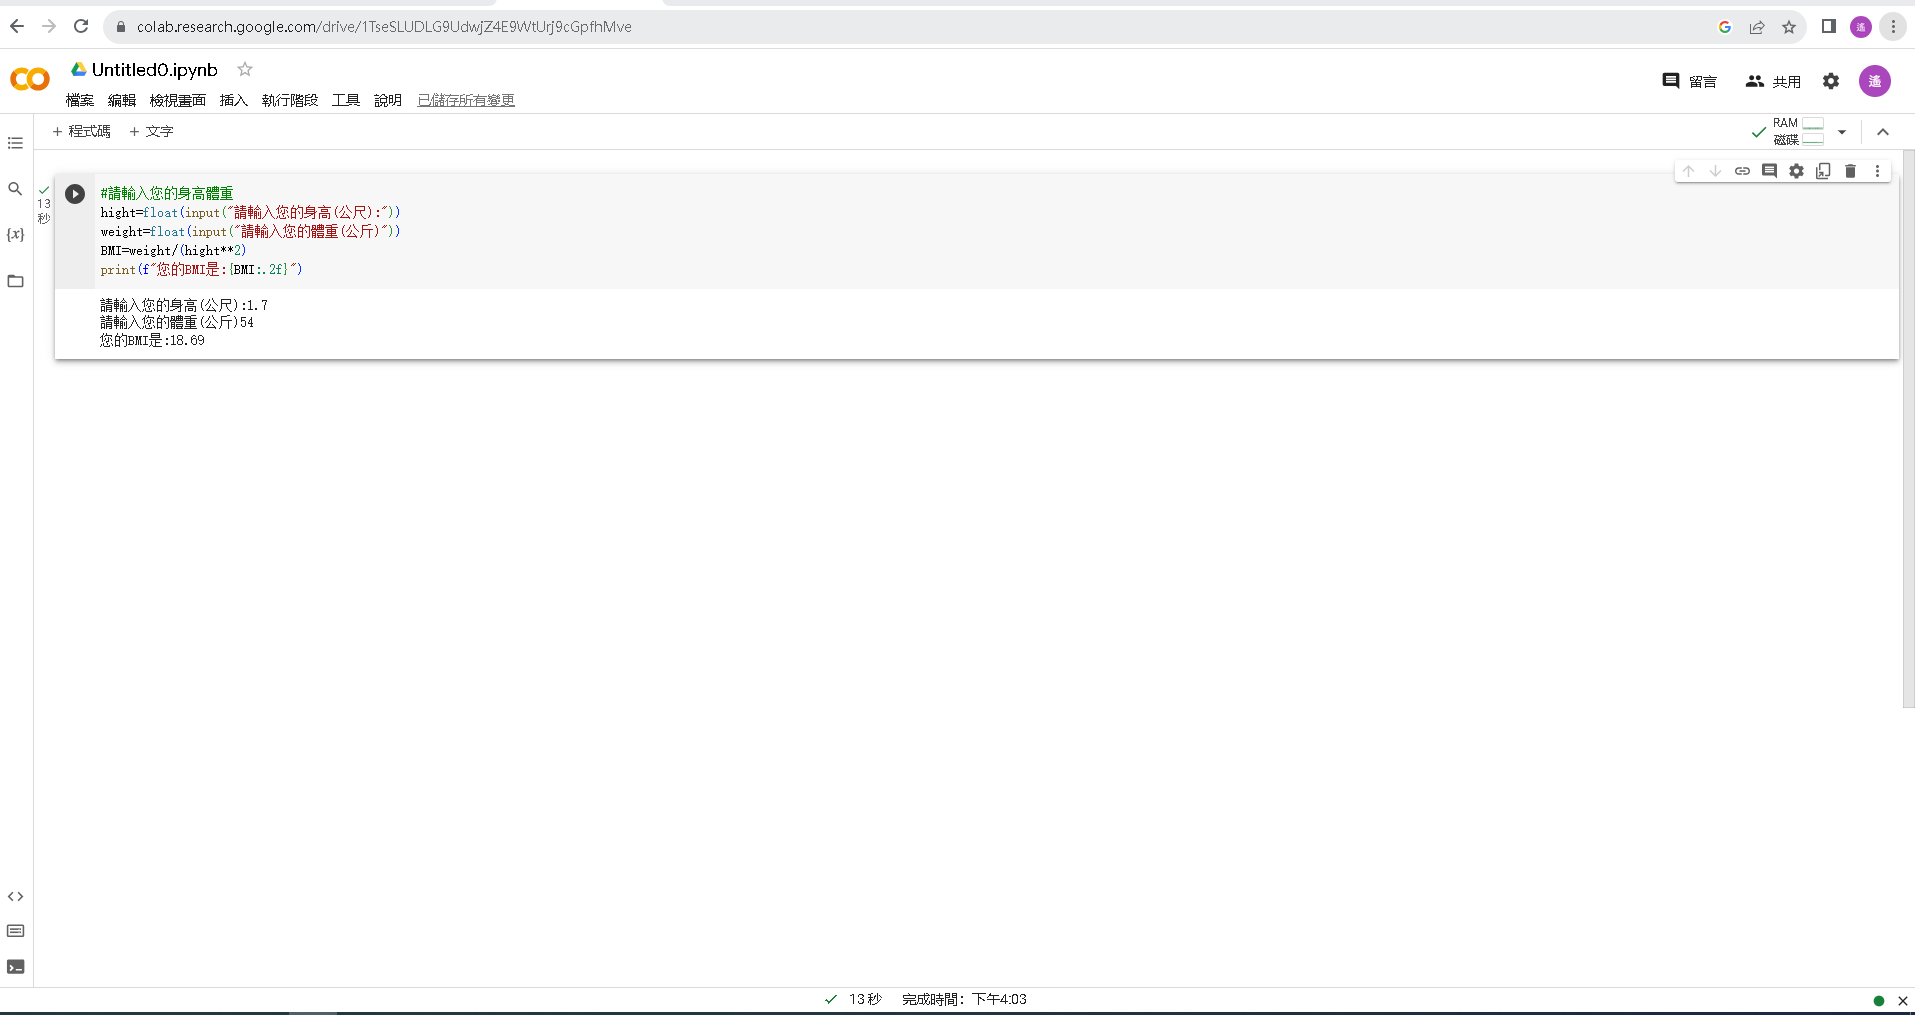 colab.research.google.com/drive/1TseSLUDLG9UdwjZ4E9WtUrj9cGpfhMve
遙
Untitled0.ipynb
留言
共用
遙
檔案 編輯 檢視畫面 插入 執行階段 工具 說明 已儲存所有變更
+ 程式碼 + 文字
RAM
磁碟
13
秒
{x}
#請輸入您的身高體重
hight=float(input("請輸入您的身高(公尺):"))
weight=float(input("請輸入您的體重(公斤)"))
BMI=weight/(hight**2)
print(f"您的BMI是:{BMI:.2f}")
請輸入您的身高(公尺):1.7
請輸入您的體重(公斤)54
您的BMI是:18.69
13 秒 完成時間：下午4:03